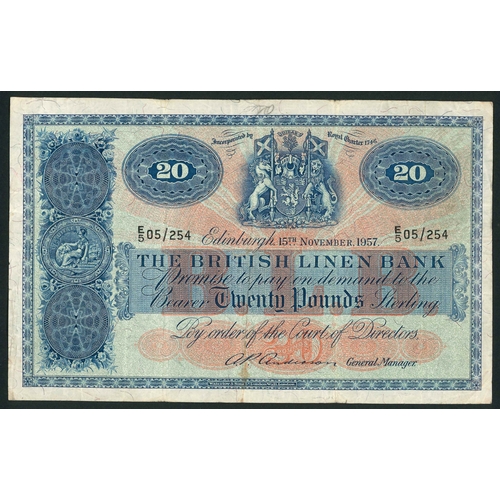 Incorporated by Royal Charter 1746
20 20
E/5 05/254 E/5 05/254
Edinburgh, 15TH NOVEMBER, 1957.
THE BRITISH LINEN BANK
Promise to pay on demand to the
Bearer Twenty Pounds Sterling
By order of the Court of Directors.
A.P. Anderson General Manager.